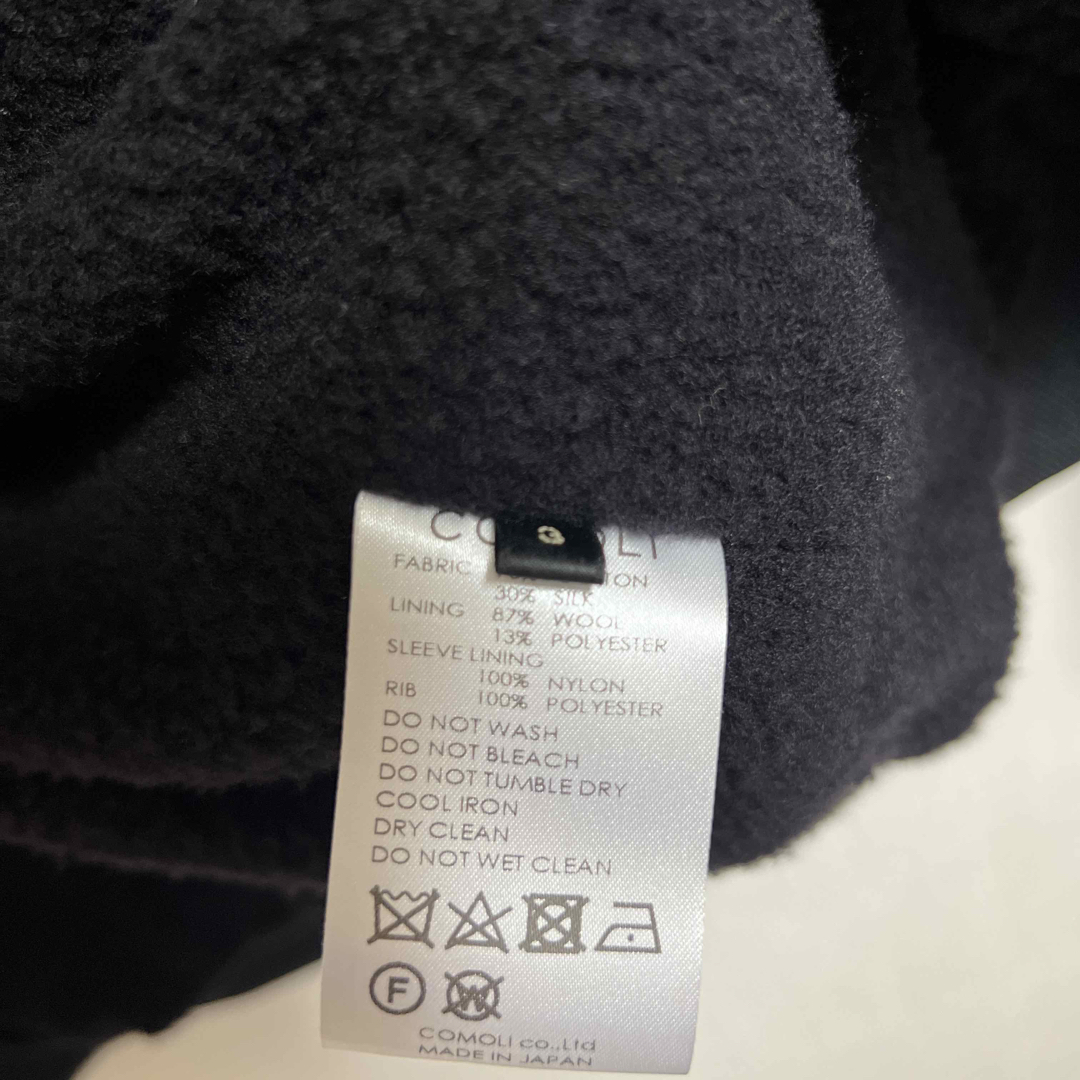 3
FABRIC
30% SILK
LINING 87% WOOL
13% POLYESTER
SLEEVE LINING
100% NYLON
RIB 100% POLYESTER
DO NOT WASH
DO NOT BLEACH
DO NOT TUMBLE DRY
COOL IRON
DRY CLEAN
DO NOT WET CLEAN
F W
COMOLI co.,Ltd
MADE IN JAPAN